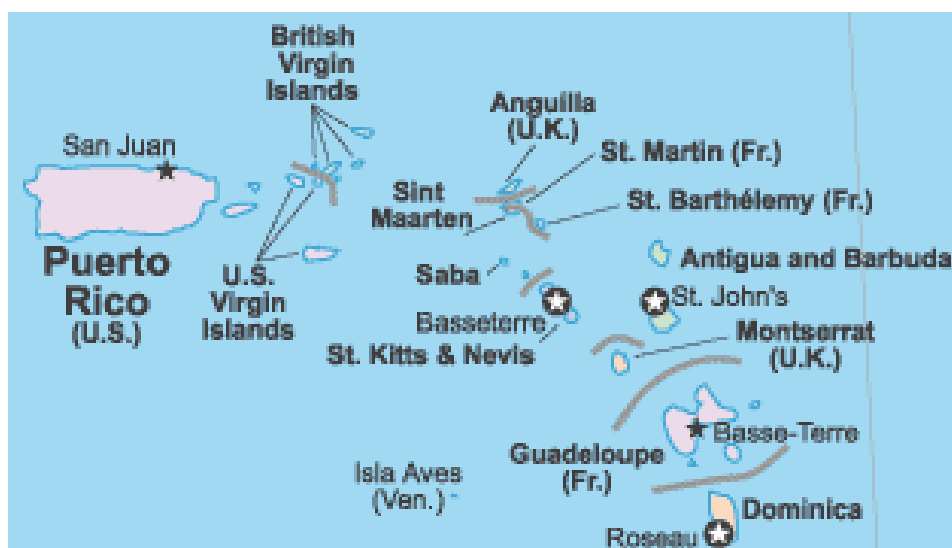 British
Virgin
Islands
San Juan
Anguilla
(U.K.)
St. Martin (Fr.)
Sint
Maarten
St. Barthélemy (Fr.)
Puerto
Rico
(U.S.)
U.S.
Virgin
Islands
Saba
Antigua and Barbuda
St. John's
Basseterre
St. Kitts & Nevis
Montserrat
(U.K.)
Basse-Terre
Guadeloupe
(Fr.)
Isla Aves
(Ven.)
Dominica
Roseau